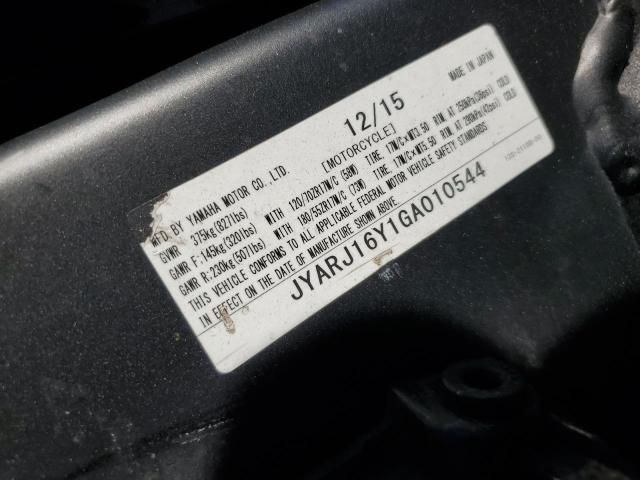 12/15
MADE IN JAPAN
MFD BY YAMAHA MOTOR CO.,LTD. [MOTORCYCLE]
GVWR 375kg(827lbs)
GAWR F:145kg(320lbs) WITH 120/70ZR17M/C (58W) TIRE, 17M/C×MT3.50 RIM, AT 250kPa(36psi) COLD
GAWR R:230kg(507lbs) WITH 180/55ZR17M/C (73W) TIRE, 17M/C×MT5.50 RIM, AT 290kPa(42psi) COLD
THIS VEHICLE CONFORMS TO ALL APPLICABLE FEDERAL MOTOR VEHICLE SAFETY STANDARDS
IN EFFECT ON THE DATE OF MANUFACTURE SHOWN ABOVE.
JYARJ16Y1GA010544